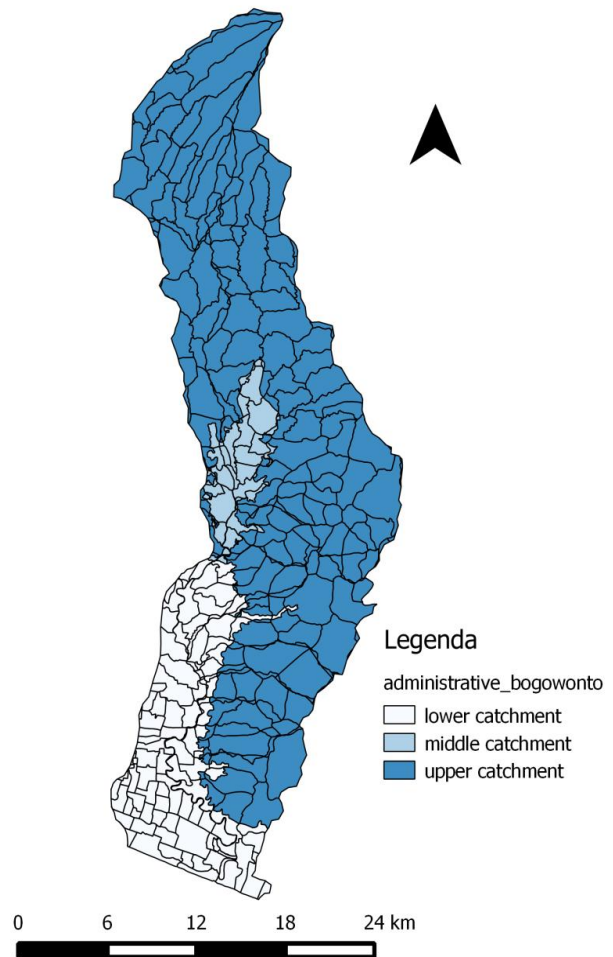 Legenda
administrative_bogowonto
lower catchment
middle catchment
upper catchment
0 6 12 18 24 km